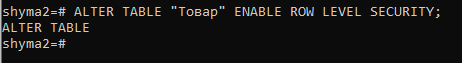 shyma2=# ALTER TABLE "Товар" ENABLE ROW LEVEL SECURITY;
ALTER TABLE
shyma2=#